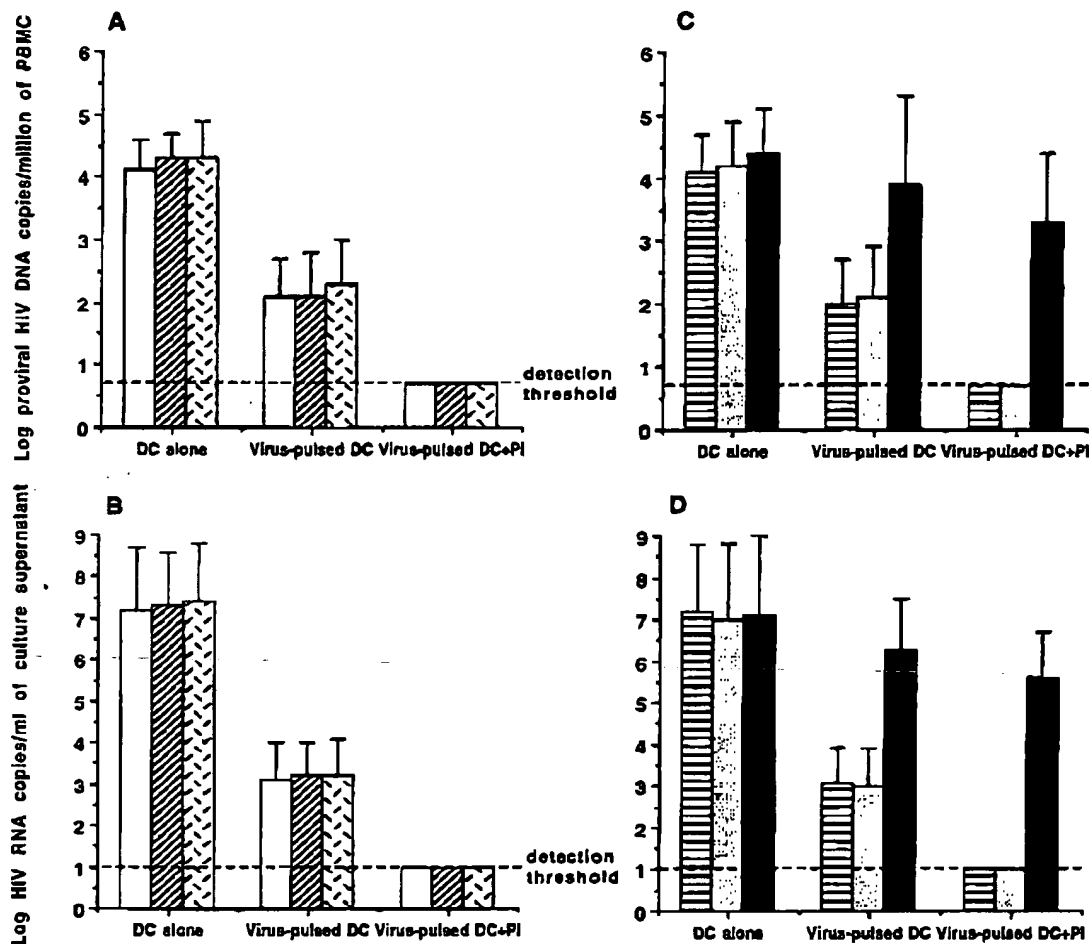 A
Log proviral HIV DNA copies/million of PBMC
6
5
4
3
2
1
0
detection
threshold
DC alone Virus-pulsed DC Virus-pulsed DC+PI
C
6
5
4
3
2
1
0
DC alone Virus-pulsed DC Virus-pulsed DC+PI
B
Log HIV RNA copies/ml of culture supernatant
9
8
7
6
5
4
3
2
1
0
detection
threshold
DC alone Virus-pulsed DC Virus-pulsed DC+PI
D
9
8
7
6
5
4
3
2
1
0
DC alone Virus-pulsed DC Virus-pulsed DC+PI